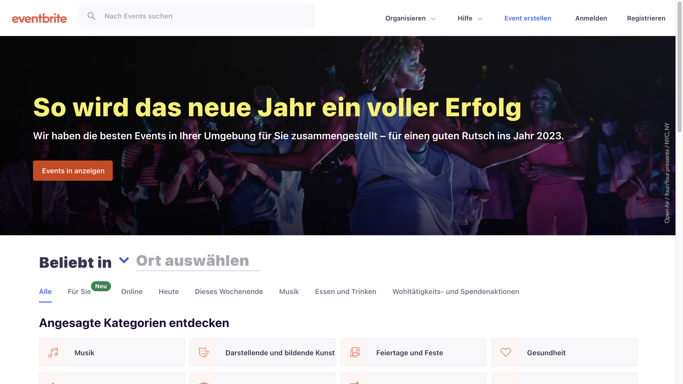 eventbrite
Nach Events suchen
Organisieren
Hilfe
Event erstellen
Anmelden
Registrieren
So wird das neue Jahr ein voller Erfolg
Wir haben die besten Events in Ihrer Umgebung für Sie zusammengestellt – für einen guten Rutsch ins Jahr 2023.
Events in anzeigen
Open Air / four/four presents / NYC, NY
Beliebt in
Ort auswählen
Alle
Für Sie
Neu
Online
Heute
Dieses Wochenende
Musik
Essen und Trinken
Wohltätigkeits- und Spendenaktionen
Angesagte Kategorien entdecken
Musik
Darstellende und bildende Kunst
Feiertage und Feste
Gesundheit